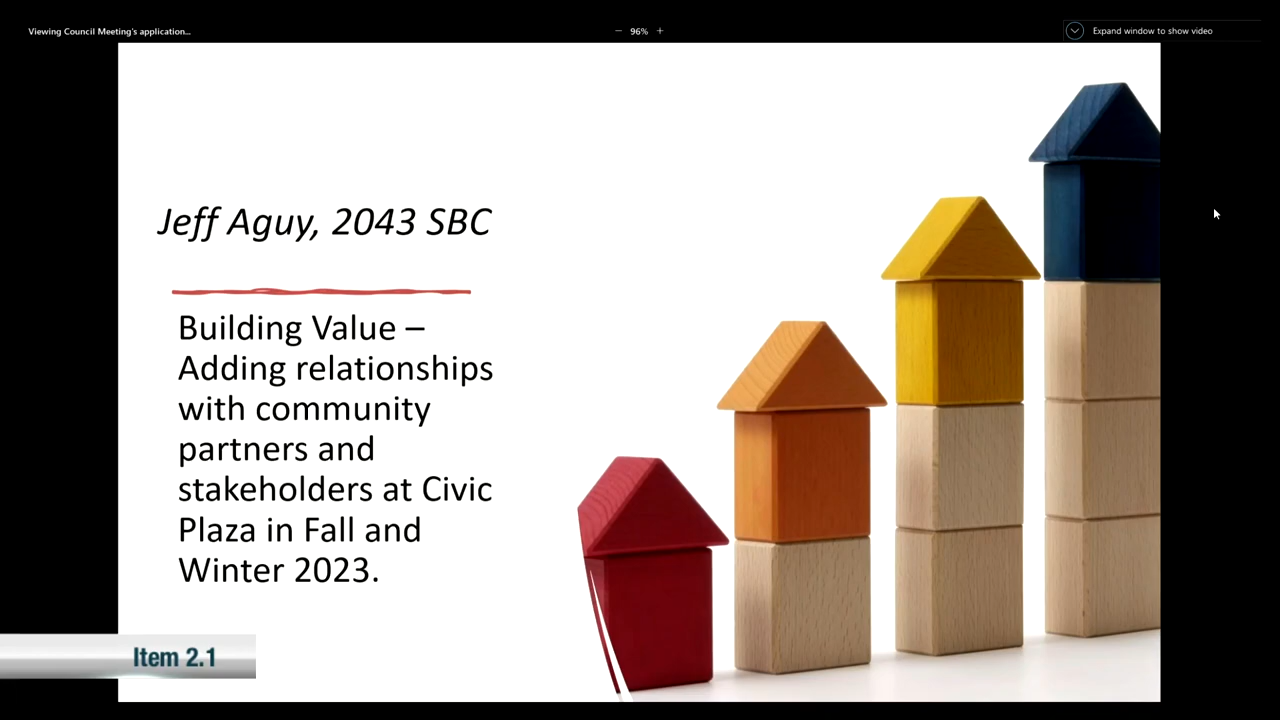 Viewing Council Meeting's application...
− 96% +
Expand window to show video
Jeff Aguy, 2043 SBC
Building Value –
Adding relationships
with community
partners and
stakeholders at Civic
Plaza in Fall and
Winter 2023.
Item 2.1